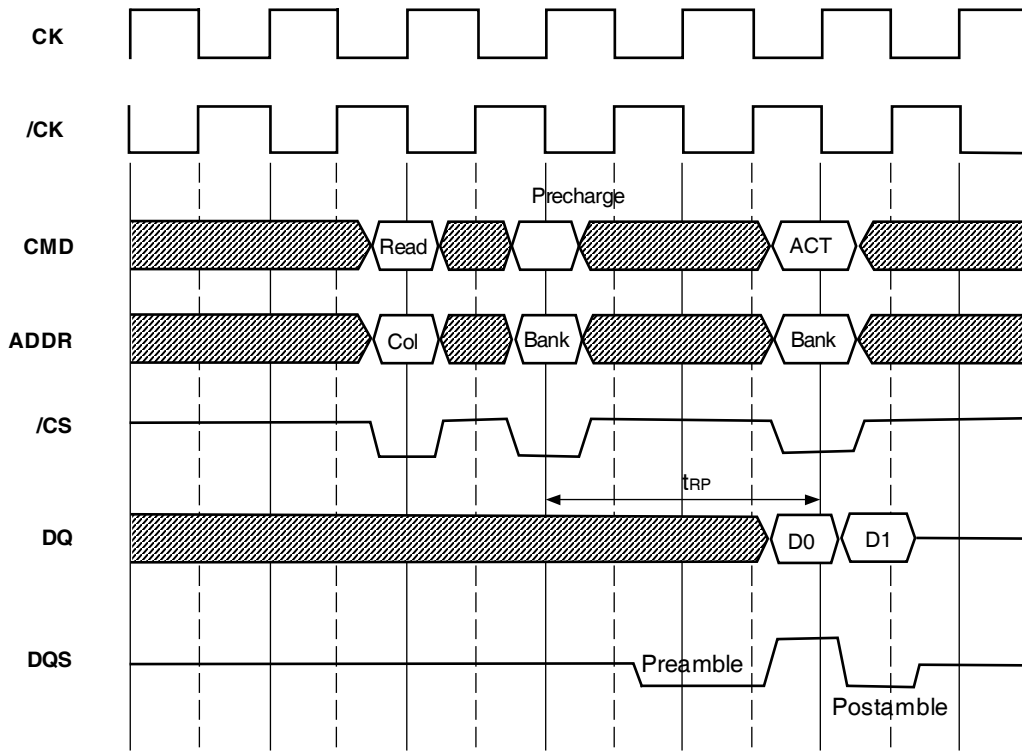 CK
/CK
Precharge
CMD Read ACT
ADDR Col Bank Bank
/CS
tRP
DQ D0 D1
DQS Preamble
Postamble